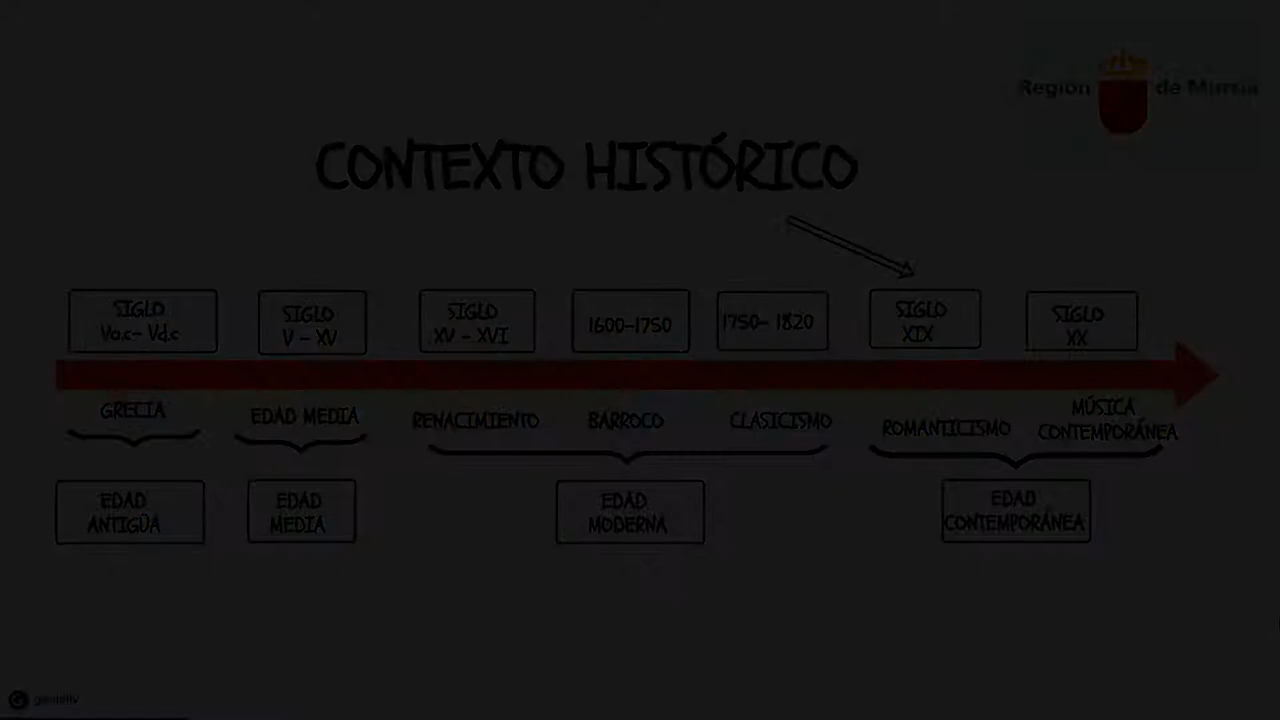 Región de Murcia
CONTEXTO HISTÓRICO
SIGLO
Va.c- Vd.c
SIGLO
V - XV
SIGLO
XV - XVI
1600-1750
1750- 1820
SIGLO
XIX
SIGLO
XX
GRECIA
EDAD MEDIA
RENACIMIENTO
BARROCO
CLASICISMO
ROMANTICISMO
MÚSICA
CONTEMPORÁNEA
EDAD
ANTIGÜA
EDAD
MEDIA
EDAD
MODERNA
EDAD
CONTEMPORÁNEA